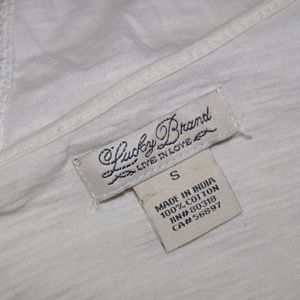 Lucky Brand
LIVE IN LOVE
S
MADE IN INDIA
100% COTTON
RN#80318
CA#56897